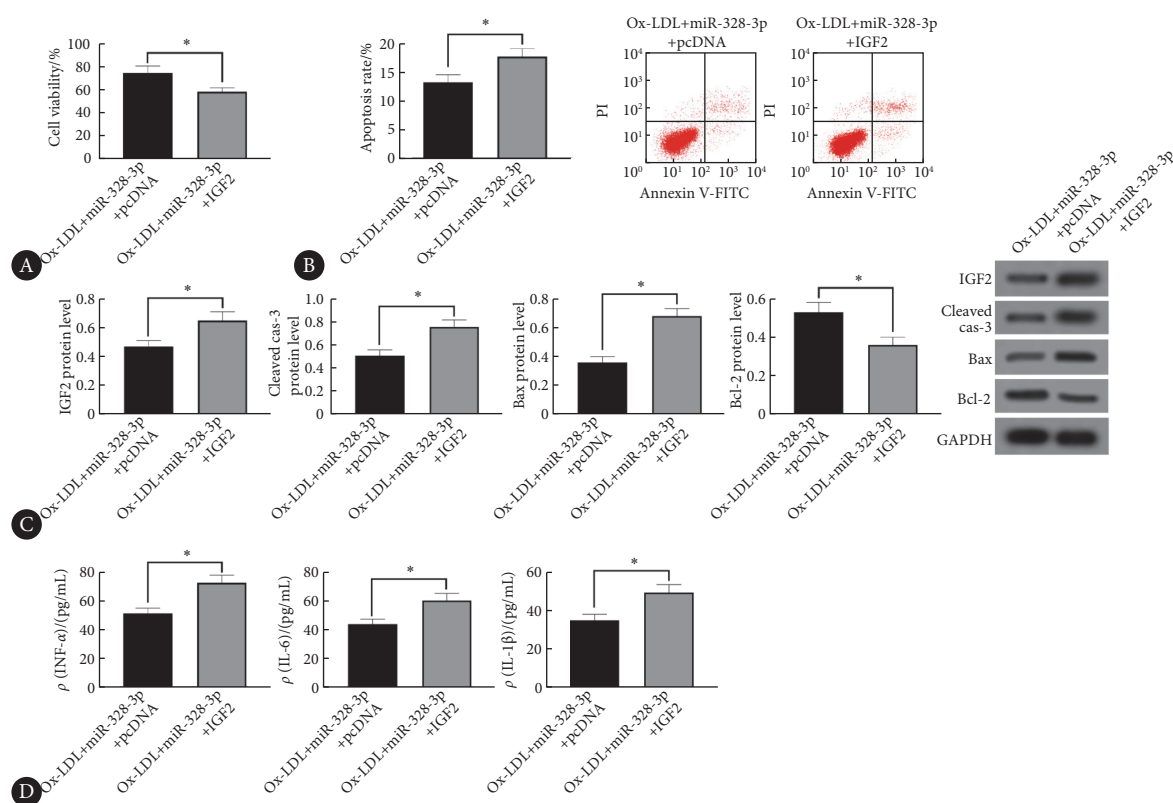 Cell viability/%
100
80
60
40
20
0
*
Ox-LDL+miR-328-3p
+pcDNA
Ox-LDL+miR-328-3p
+IGF2
A
Apoptosis rate/%
20
15
10
5
0
*
Ox-LDL+miR-328-3p
+pcDNA
Ox-LDL+miR-328-3p
+IGF2
B
Ox-LDL+miR-328-3p
+pcDNA
PI
10⁴
10³
10²
10¹
10⁰ 10¹ 10² 10³ 10⁴
Annexin V-FITC
Ox-LDL+miR-328-3p
+IGF2
PI
10⁴
10³
10²
10¹
10⁰ 10¹ 10² 10³ 10⁴
Annexin V-FITC
IGF2 protein level
0.8
0.6
0.4
0.2
0
*
Ox-LDL+miR-328-3p
+pcDNA
Ox-LDL+miR-328-3p
+IGF2
Cleaved cas-3
protein level
1.0
0.8
0.6
0.4
0.2
0
*
Ox-LDL+miR-328-3p
+pcDNA
Ox-LDL+miR-328-3p
+IGF2
Bax protein level
0.8
0.6
0.4
0.2
0
*
Ox-LDL+miR-328-3p
+pcDNA
Ox-LDL+miR-328-3p
+IGF2
Bcl-2 protein level
0.6
0.4
0.2
0
*
Ox-LDL+miR-328-3p
+pcDNA
Ox-LDL+miR-328-3p
+IGF2
Ox-LDL+miR-328-3p
+pcDNA
Ox-LDL+miR-328-3p
+IGF2
IGF2
Cleaved
cas-3
Bax
Bcl-2
GAPDH
C
ρ (INF-α)/(pg/mL)
80
60
40
20
0
*
Ox-LDL+miR-328-3p
+pcDNA
Ox-LDL+miR-328-3p
+IGF2
ρ (IL-6)/(pg/mL)
80
60
40
20
0
*
Ox-LDL+miR-328-3p
+pcDNA
Ox-LDL+miR-328-3p
+IGF2
ρ (IL-1β)/(pg/mL)
60
40
20
0
*
Ox-LDL+miR-328-3p
+pcDNA
Ox-LDL+miR-328-3p
+IGF2
D